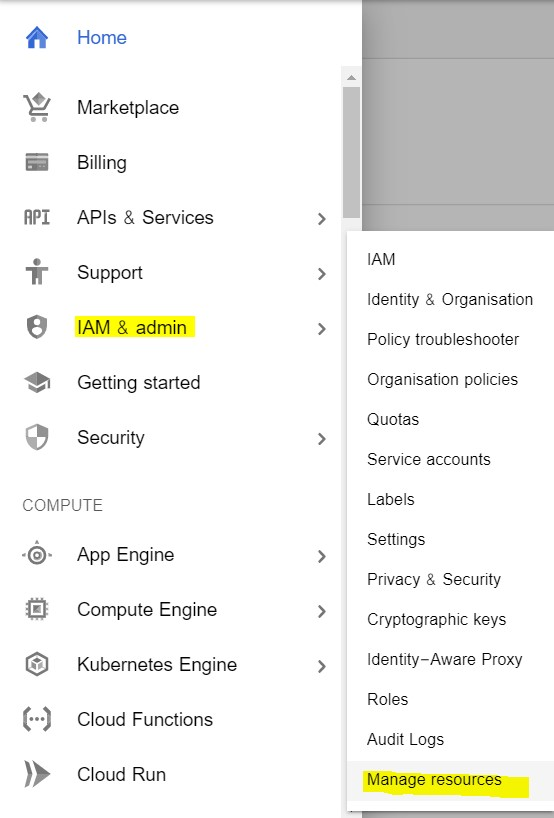 Home
Marketplace
Billing
API APIs & Services
Support
IAM & admin
Getting started
Security
COMPUTE
App Engine
Compute Engine
Kubernetes Engine
Cloud Functions
Cloud Run
IAM
Identity & Organisation
Policy troubleshooter
Organisation policies
Quotas
Service accounts
Labels
Settings
Privacy & Security
Cryptographic keys
Identity-Aware Proxy
Roles
Audit Logs
Manage resources